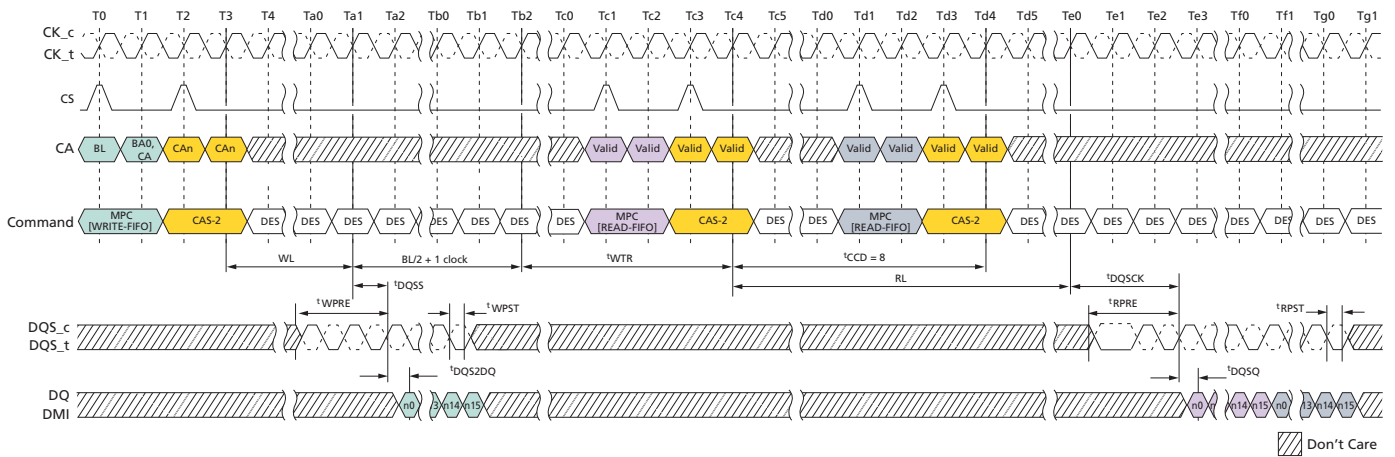 T0 T1 T2 T3 T4 Ta0 Ta1 Ta2 Tb0 Tb1 Tb2 Tc0 Tc1 Tc2 Tc3 Tc4 Tc5 Td0 Td1 Td2 Td3 Td4 Td5 Te0 Te1 Te2 Te3 Tf0 Tf1 Tg0 Tg1
CK_c
CK_t
CS
CA BL BA0, CA CAn CAn Valid Valid Valid Valid Valid Valid Valid Valid
Command MPC [WRITE-FIFO] CAS-2 DES DES DES DES DES DES DES DES MPC [READ-FIFO] CAS-2 DES DES MPC [READ-FIFO] CAS-2 DES DES DES DES DES DES DES DES DES
WL BL/2 + 1 clock tWTR tCCD = 8
tDQSS RL tDQSCK
tWPRE tWPST tRPRE tRPST
DQS_c
DQS_t
tDQS2DQ tDQSQ
DQ
DMI
n0 3 n14 n15 n0 n n14 n15 n0 13 n14 n15
Don't Care